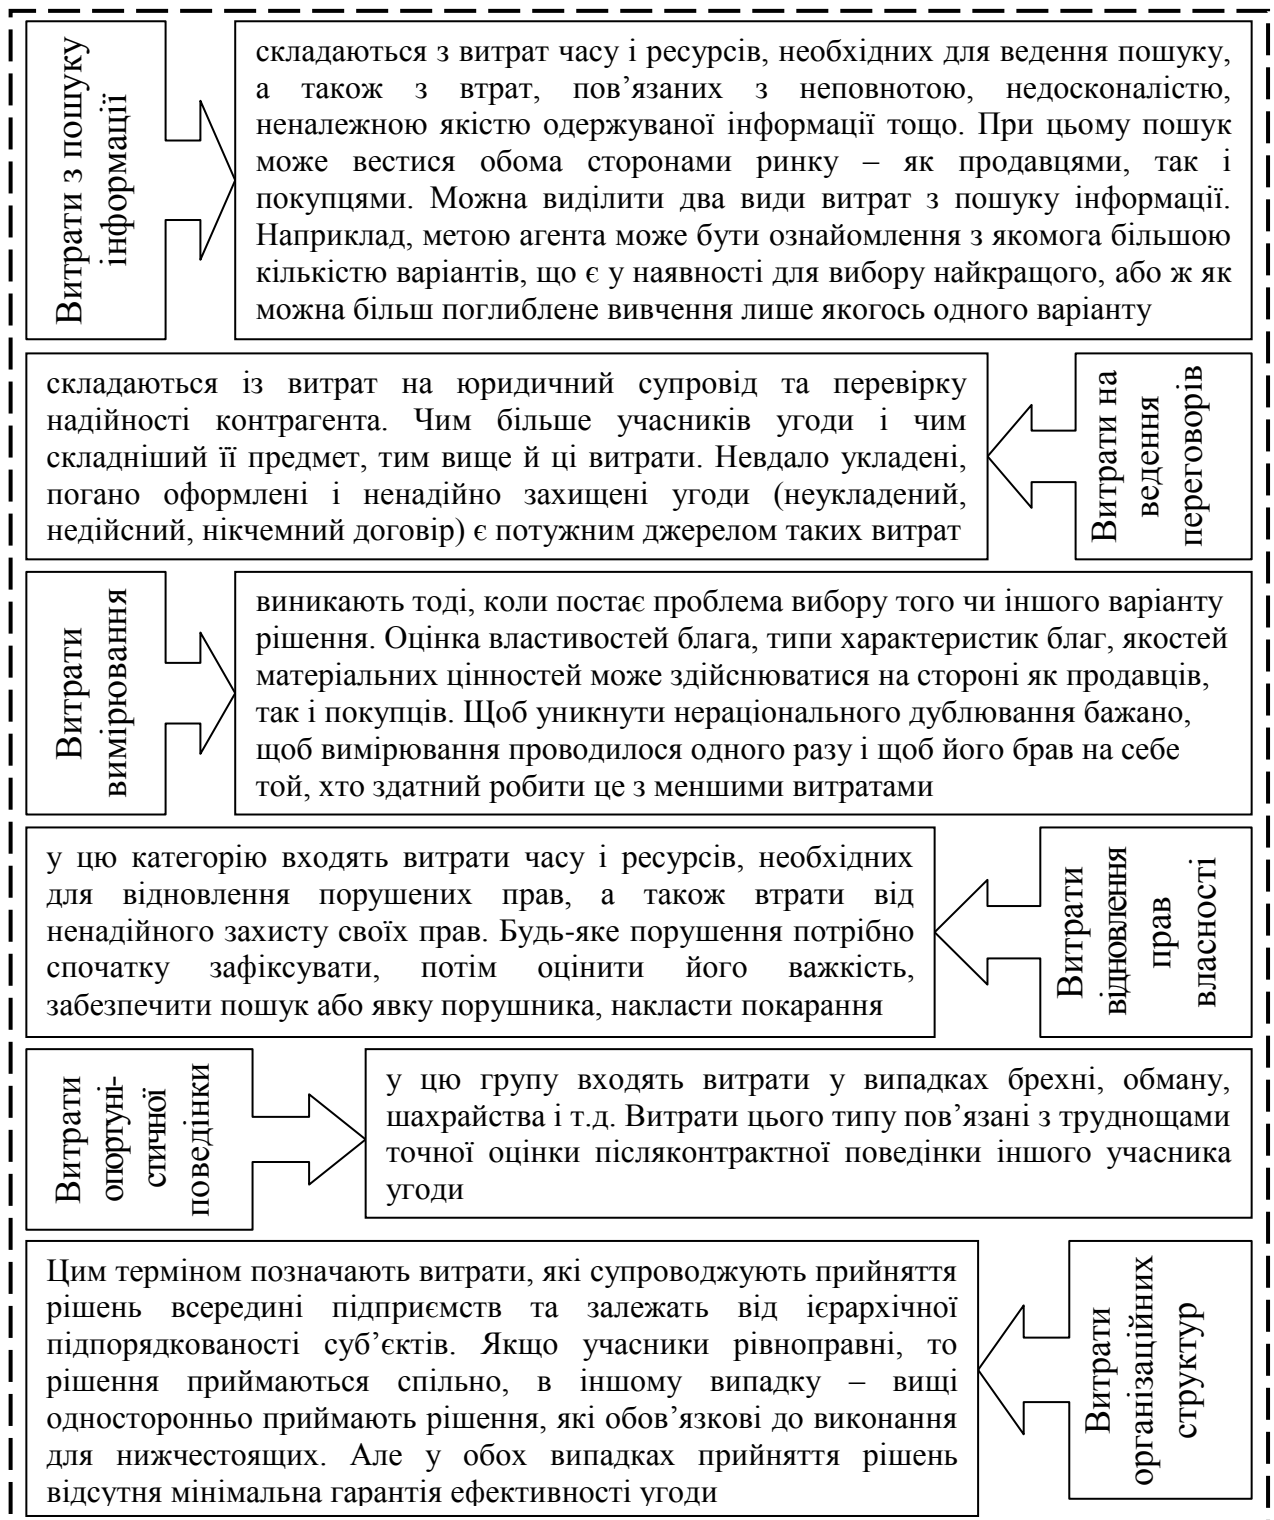 Витрати з пошуку
інформації
складаються з витрат часу і ресурсів, необхідних для ведення пошуку,
а також з втрат, пов’язаних з неповнотою, недосконалістю,
неналежною якістю одержуваної інформації тощо. При цьому пошук
може вестися обома сторонами ринку – як продавцями, так і
покупцями. Можна виділити два види витрат з пошуку інформації.
Наприклад, метою агента може бути ознайомлення з якомога більшою
кількістю варіантів, що є у наявності для вибору найкращого, або ж як
можна більш поглиблене вивчення лише якогось одного варіанту
складаються із витрат на юридичний супровід та перевірку
надійності контрагента. Чим більше учасників угоди і чим
складніший її предмет, тим вище й ці витрати. Невдало укладені,
погано оформлені і ненадійно захищені угоди (неукладений,
недійсний, нікчемний договір) є потужним джерелом таких витрат
Витрати на
ведення
переговорів
Витрати
вимірювання
виникають тоді, коли постає проблема вибору того чи іншого варіанту
рішення. Оцінка властивостей блага, типи характеристик благ, якостей
матеріальних цінностей може здійснюватися на стороні як продавців,
так і покупців. Щоб уникнути нераціонального дублювання бажано,
щоб вимірювання проводилося одного разу і щоб його брав на себе
той, хто здатний робити це з меншими витратами
у цю категорію входять витрати часу і ресурсів, необхідних
для відновлення порушених прав, а також втрати від
ненадійного захисту своїх прав. Будь-яке порушення потрібно
спочатку зафіксувати, потім оцінити його важкість,
забезпечити пошук або явку порушника, накласти покарання
Витрати
відновлення
прав
власності
Витрати
опортуні-
стичної
поведінки
у цю групу входять витрати у випадках брехні, обману,
шахрайства і т.д. Витрати цього типу пов’язані з труднощами
точної оцінки післяконтрактної поведінки іншого учасника
угоди
Цим терміном позначають витрати, які супроводжують прийняття
рішень всередині підприємств та залежать від ієрархічної
підпорядкованості суб’єктів. Якщо учасники рівноправні, то
рішення приймаються спільно, в іншому випадку – вищі
односторонньо приймають рішення, які обов’язкові до виконання
для нижчестоящих. Але у обох випадках прийняття рішень
відсутня мінімальна гарантія ефективності угоди
Витрати
організаційних
структур